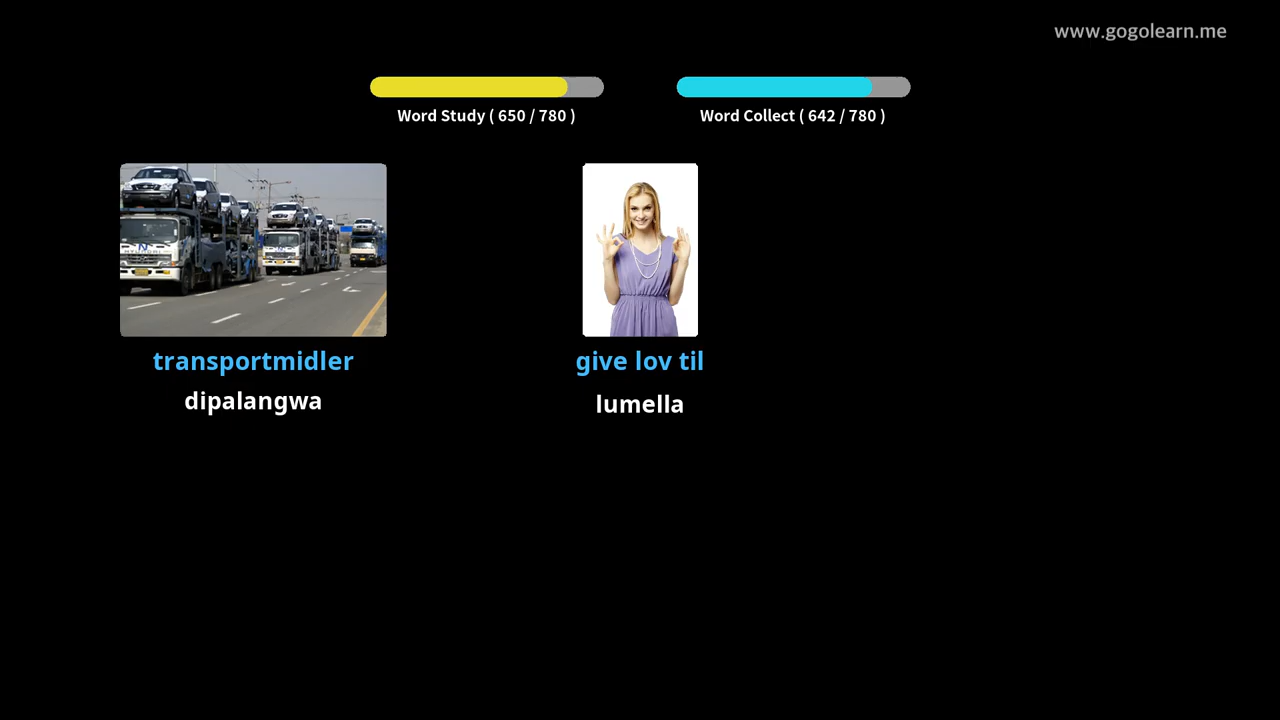 www.gogolearn.me
Word Study ( 650 / 780 )
Word Collect ( 642 / 780 )
transportmidler
give lov til
dipalangwa
lumella